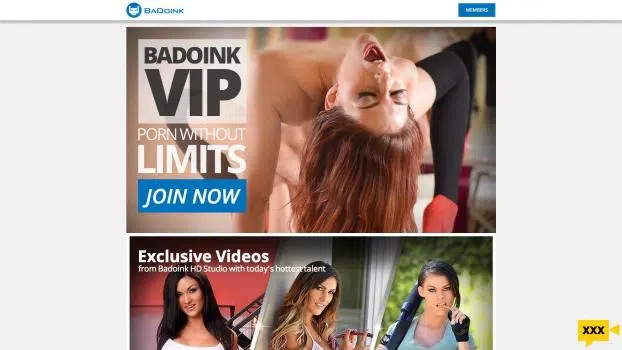 BADOINK
MEMBERS
BADOINK
VIP
PORN WITHOUT
LIMITS
JOIN NOW
Exclusive Videos
from Badoink HD Studio with today's hottest talent
XXX